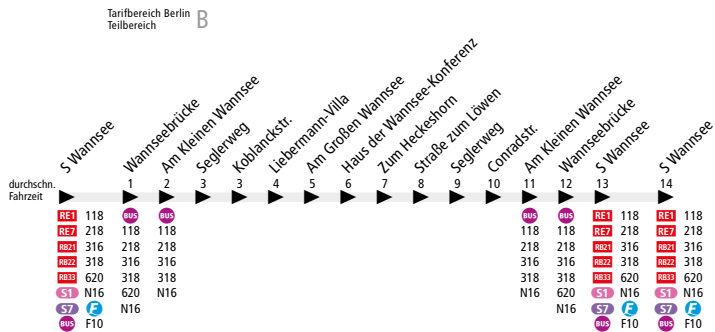 Tarifbereich Berlin
Teilbereich B
S Wannsee
Wannseebrücke
Am Kleinen Wannsee
Seglerweg
Koblanckstr.
Liebermann-Villa
Am Großen Wannsee
Haus der Wannsee-Konferenz
Zum Heckeshorn
Straße zum Löwen
Seglerweg
Conradstr.
Am Kleinen Wannsee
Wannseebrücke
S Wannsee
S Wannsee
durchschn. 1 2 3 3 4 5 6 7 8 9 10 11 12 13 14
Fahrzeit
RE1 118 BUS BUS BUS BUS RE1 118 RE1 118
RE7 218 118 118 118 118 RE7 218 RE7 218
RB21 316 218 218 218 218 RB21 316 RB21 316
RB22 318 316 316 316 316 RB22 318 RB22 318
RB33 620 318 318 318 318 RB33 620 RB33 620
S1 N16 620 N16 N16 620 S1 N16 S1 N16
S7 F N16 N16 S7 F S7 F
BUS F10 BUS F10 BUS F10